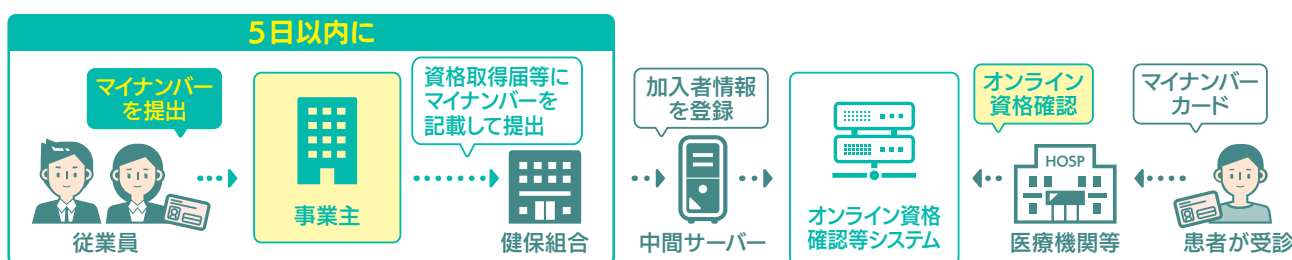 5日以内に
マイナンバー
を提出
従業員
事業主
資格取得届等に
マイナンバーを
記載して提出
健保組合
加入者情報
を登録
中間サーバー
オンライン資格
確認等システム
オンライン
資格確認
HOSP
医療機関等
マイナンバー
カード
患者が受診